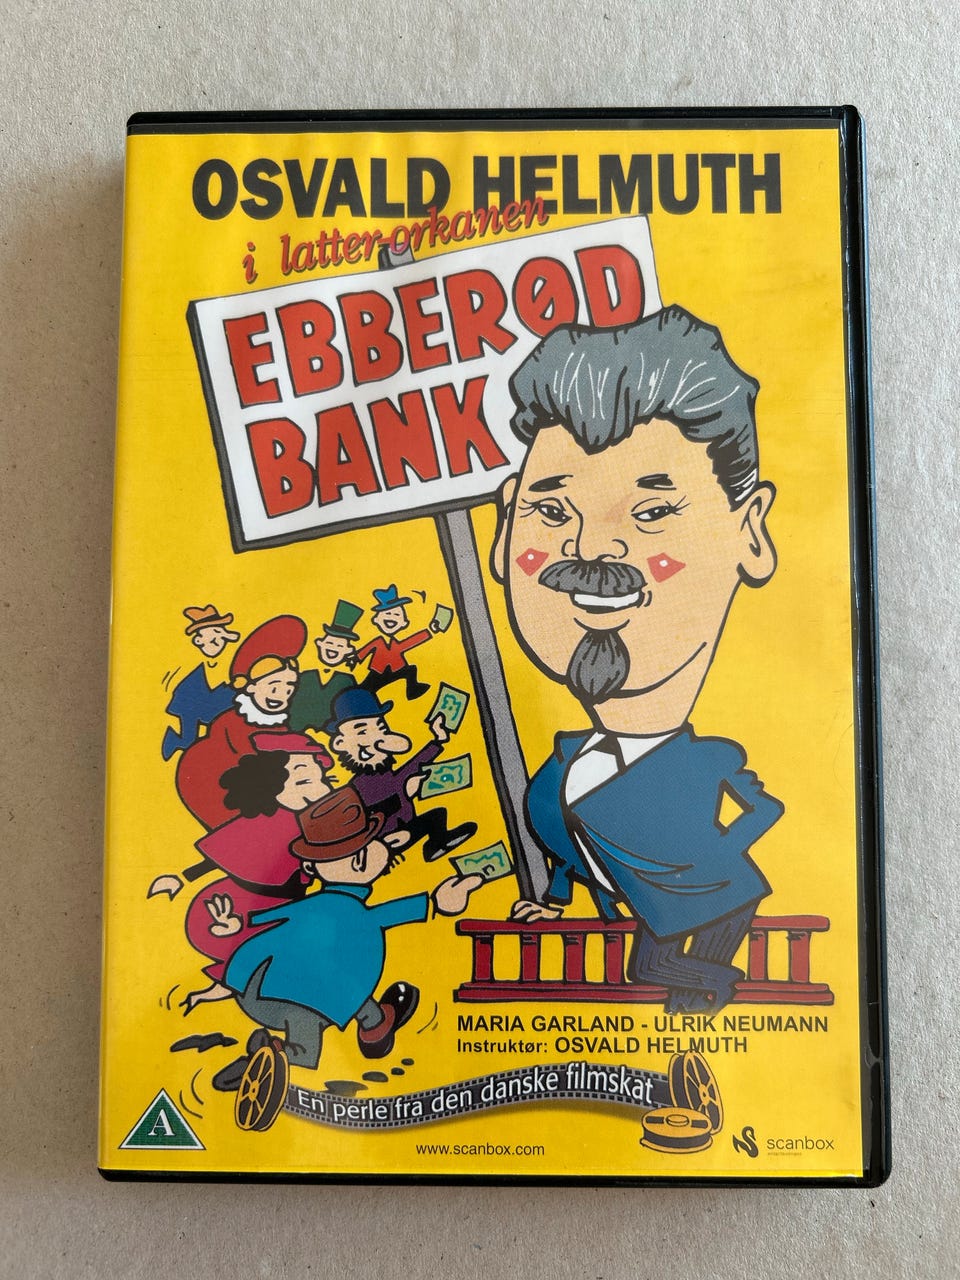 OSVALD HELMUTH
i latter-orkanen
EBBERØD
BANK
MARIA GARLAND - ULRIK NEUMANN
Instruktør: OSVALD HELMUTH
En perle fra den danske filmskat
A
www.scanbox.com
scanbox
entertainment